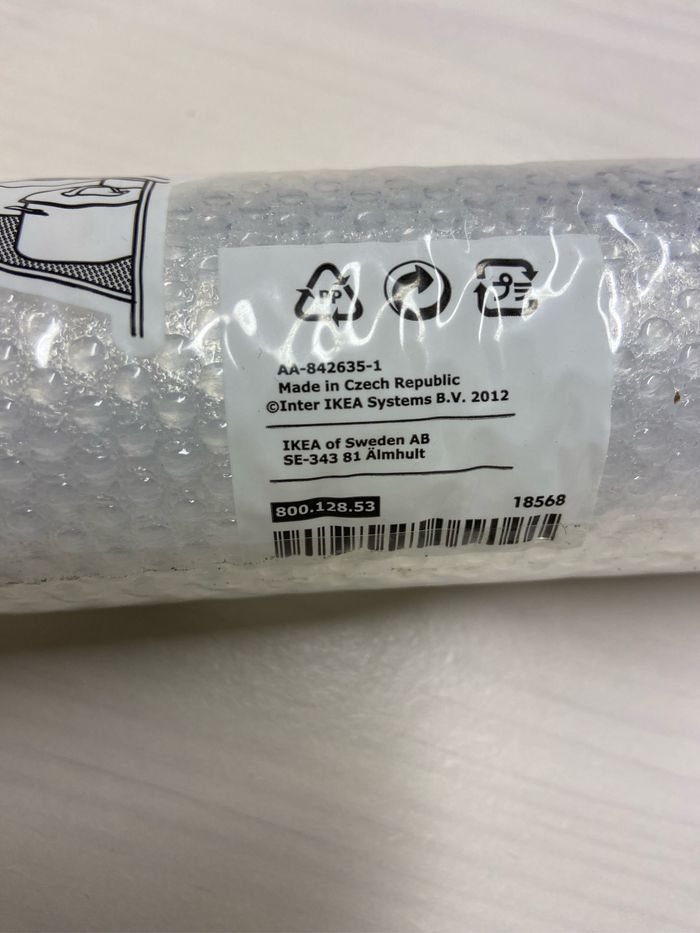 PP
AA-842635-1
Made in Czech Republic
©Inter IKEA Systems B.V. 2012
IKEA of Sweden AB
SE-343 81 Älmhult
800.128.53
18568